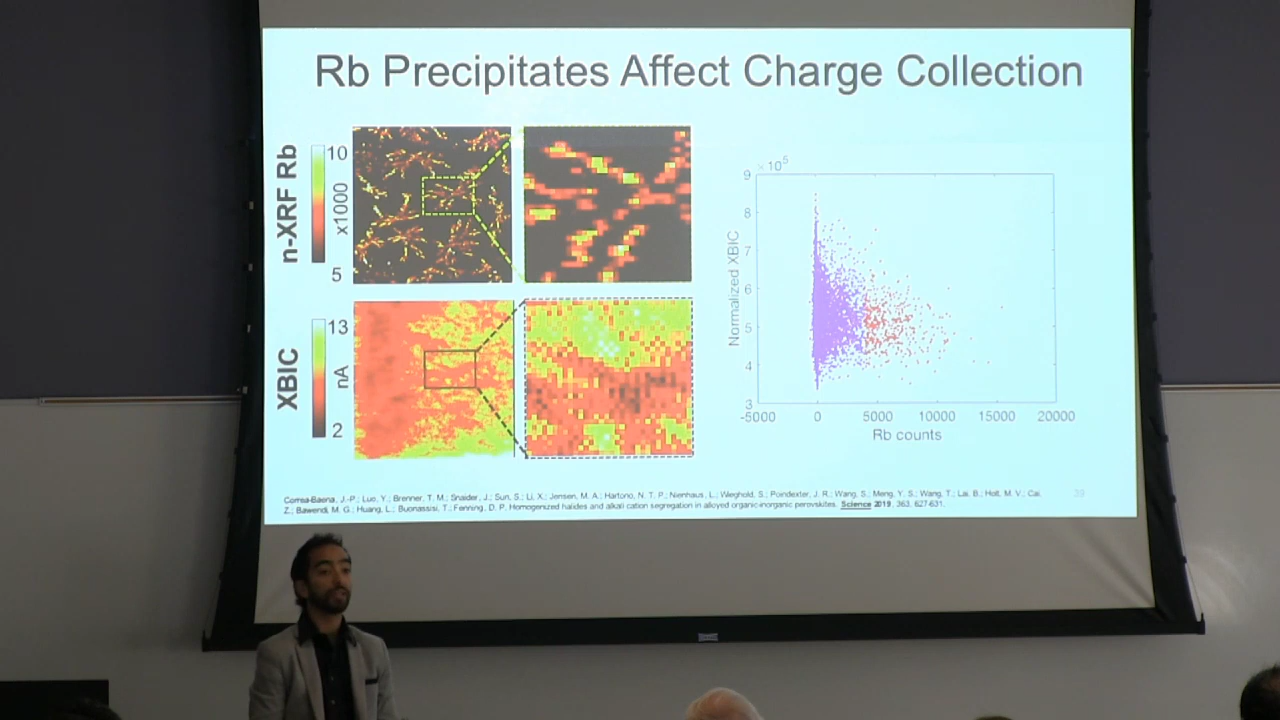 Rb Precipitates Affect Charge Collection
n-XRF Rb
10
x1000
5
XBIC
13
nA
2
× 10⁵
9
8
7
6
5
4
3
Normalized XBIC
-5000 0 5000 10000 15000 20000
Rb counts
Correa-Baena, J.-P.; Luo, Y.; Brenner, T. M.; Snaider, J.; Sun, S.; Li, X.; Jensen, M. A.; Hartono, N. T. P.; Nienhaus, L.; Wieghold, S.; Poindexter, J. R.; Wang, S.; Meng, Y. S.; Wang, T.; Lai, B.; Holt, M. V.; Cai,
Z.; Bawendi, M. G.; Huang, L.; Buonassisi, T.; Fenning, D. P. Homogenized halides and alkali cation segregation in alloyed organic-inorganic perovskites. Science 2019, 363, 627-631.
39